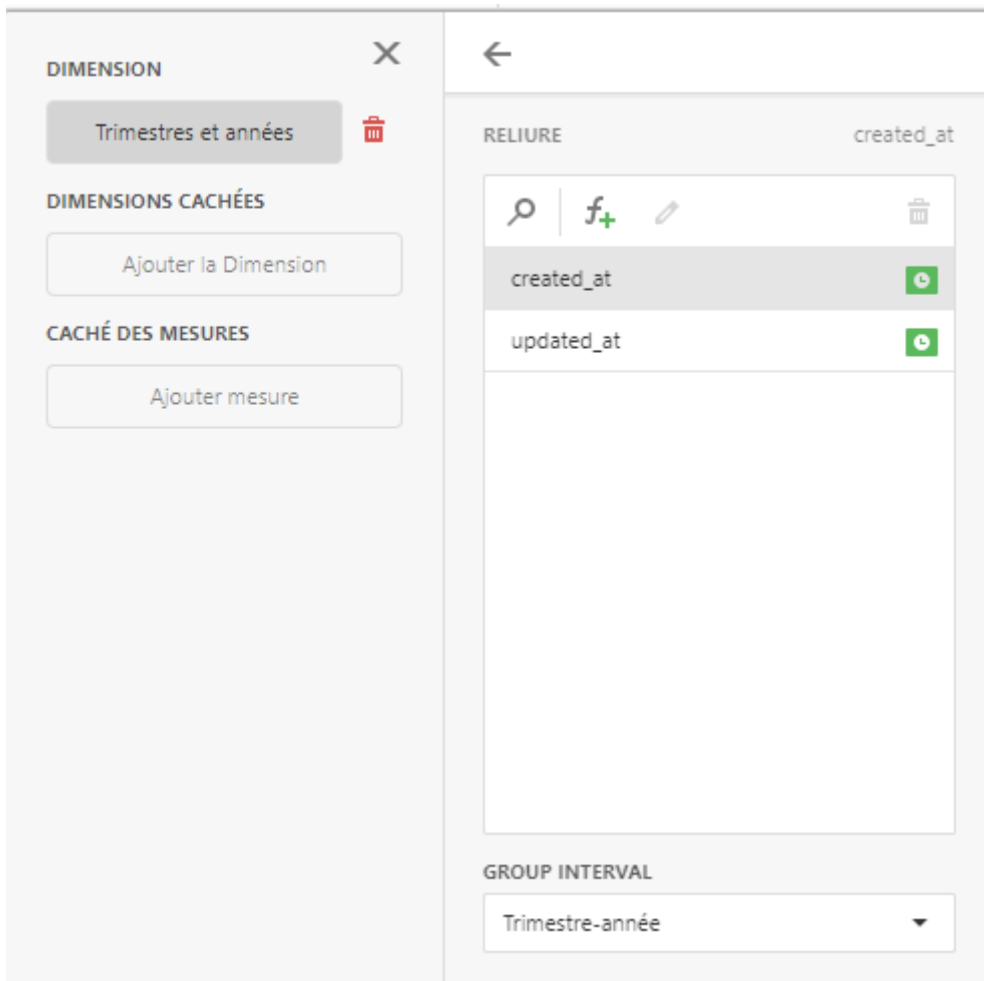 DIMENSION
Trimestres et années
DIMENSIONS CACHÉES
Ajouter la Dimension
CACHÉ DES MESURES
Ajouter mesure
RELIURE created_at
created_at
updated_at
GROUP INTERVAL
Trimestre-année